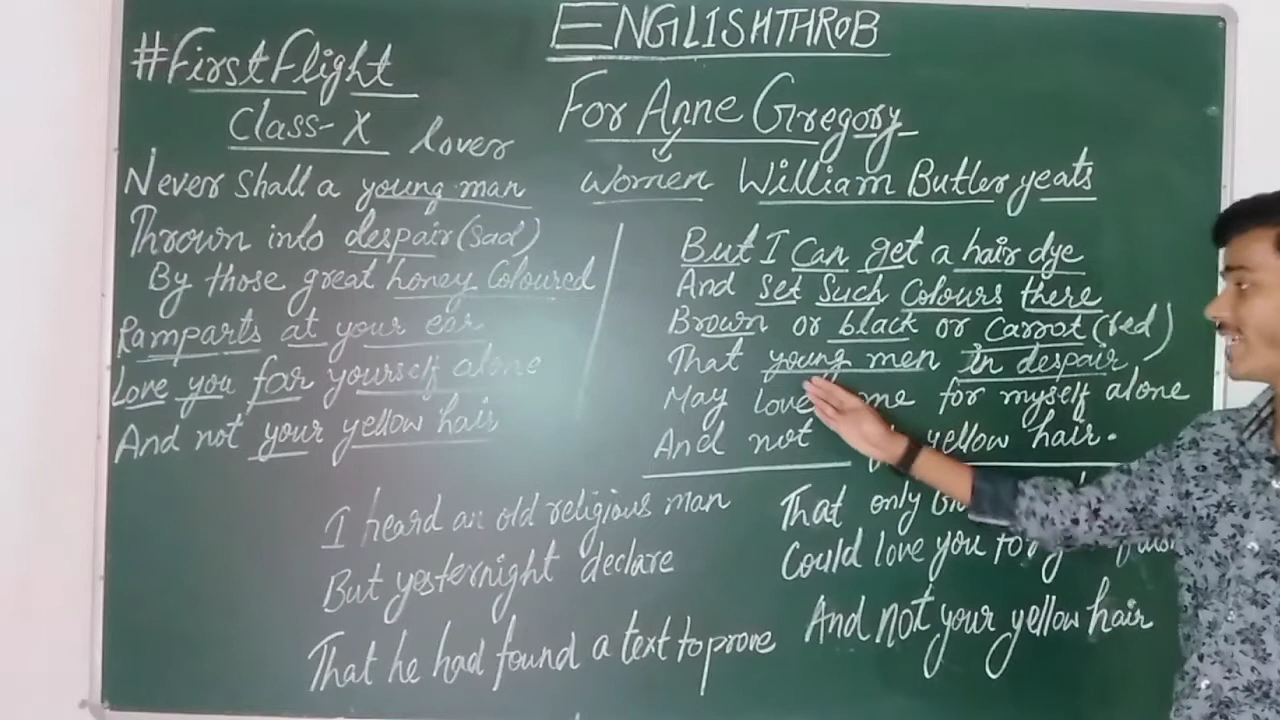 ENGLISHTHROB
#FirstFlight
Class-X
For Anne Gregory
lover
Women William Butler yeats
Never Shall a young man
Thrown into despair (sad)
By those great honey Coloured
Ramparts at your ear
Love you for yourself alone
And not your yellow hair
But I Can get a hair dye
And set Such Colours there
Brown or black or Carrot (red)
That young men in despair
May love me for myself alone
And not yellow hair.
I heard an old religious man
But yesternight declare
That he had found a text to prove
That only
Could love you
And not your yellow hair